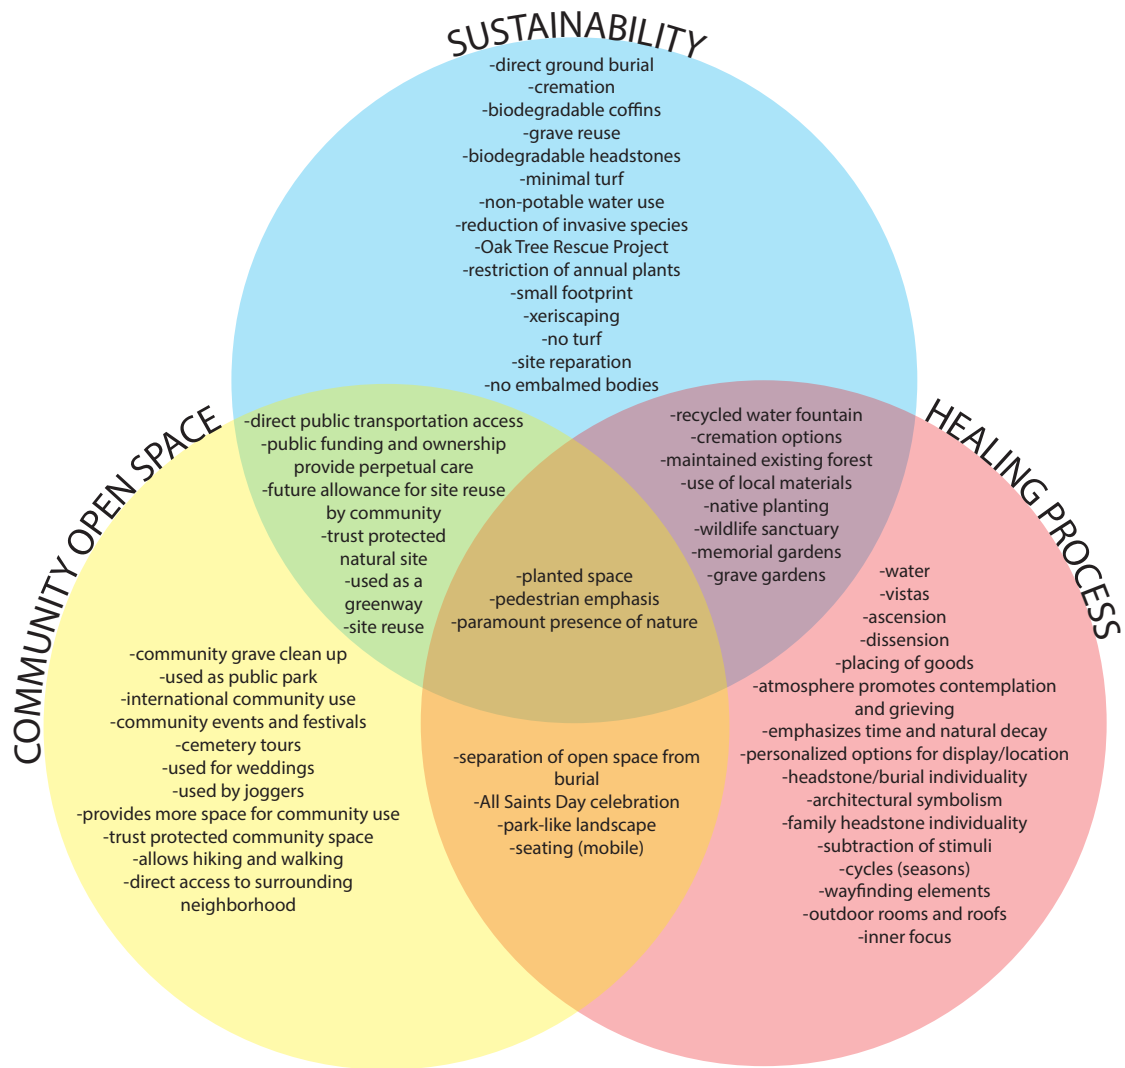 SUSTAINABILITY
-direct ground burial
-cremation
-biodegradable coffins
-grave reuse
-biodegradable headstones
-minimal turf
-non-potable water use
-reduction of invasive species
-Oak Tree Rescue Project
-restriction of annual plants
-small footprint
-xeriscaping
-no turf
-site reparation
-no embalmed bodies
COMMUNITY OPEN SPACE
HEALING PROCESS
-direct public transportation access
-public funding and ownership
provide perpetual care
-future allowance for site reuse
by community
-trust protected
natural site
-used as a
greenway
-site reuse
-recycled water fountain
-cremation options
-maintained existing forest
-use of local materials
-native planting
-wildlife sanctuary
-memorial gardens
-grave gardens
-planted space
-pedestrian emphasis
-paramount presence of nature
-community grave clean up
-used as public park
-international community use
-community events and festivals
-cemetery tours
-used for weddings
-used by joggers
-provides more space for community use
-trust protected community space
-allows hiking and walking
-direct access to surrounding
neighborhood
-separation of open space from
burial
-All Saints Day celebration
-park-like landscape
-seating (mobile)
-water
-vistas
-ascension
-dissension
-placing of goods
-atmosphere promotes contemplation
and grieving
-emphasizes time and natural decay
-personalized options for display/location
-headstone/burial individuality
-architectural symbolism
-family headstone individuality
-subtraction of stimuli
-cycles (seasons)
-wayfinding elements
-outdoor rooms and roofs
-inner focus